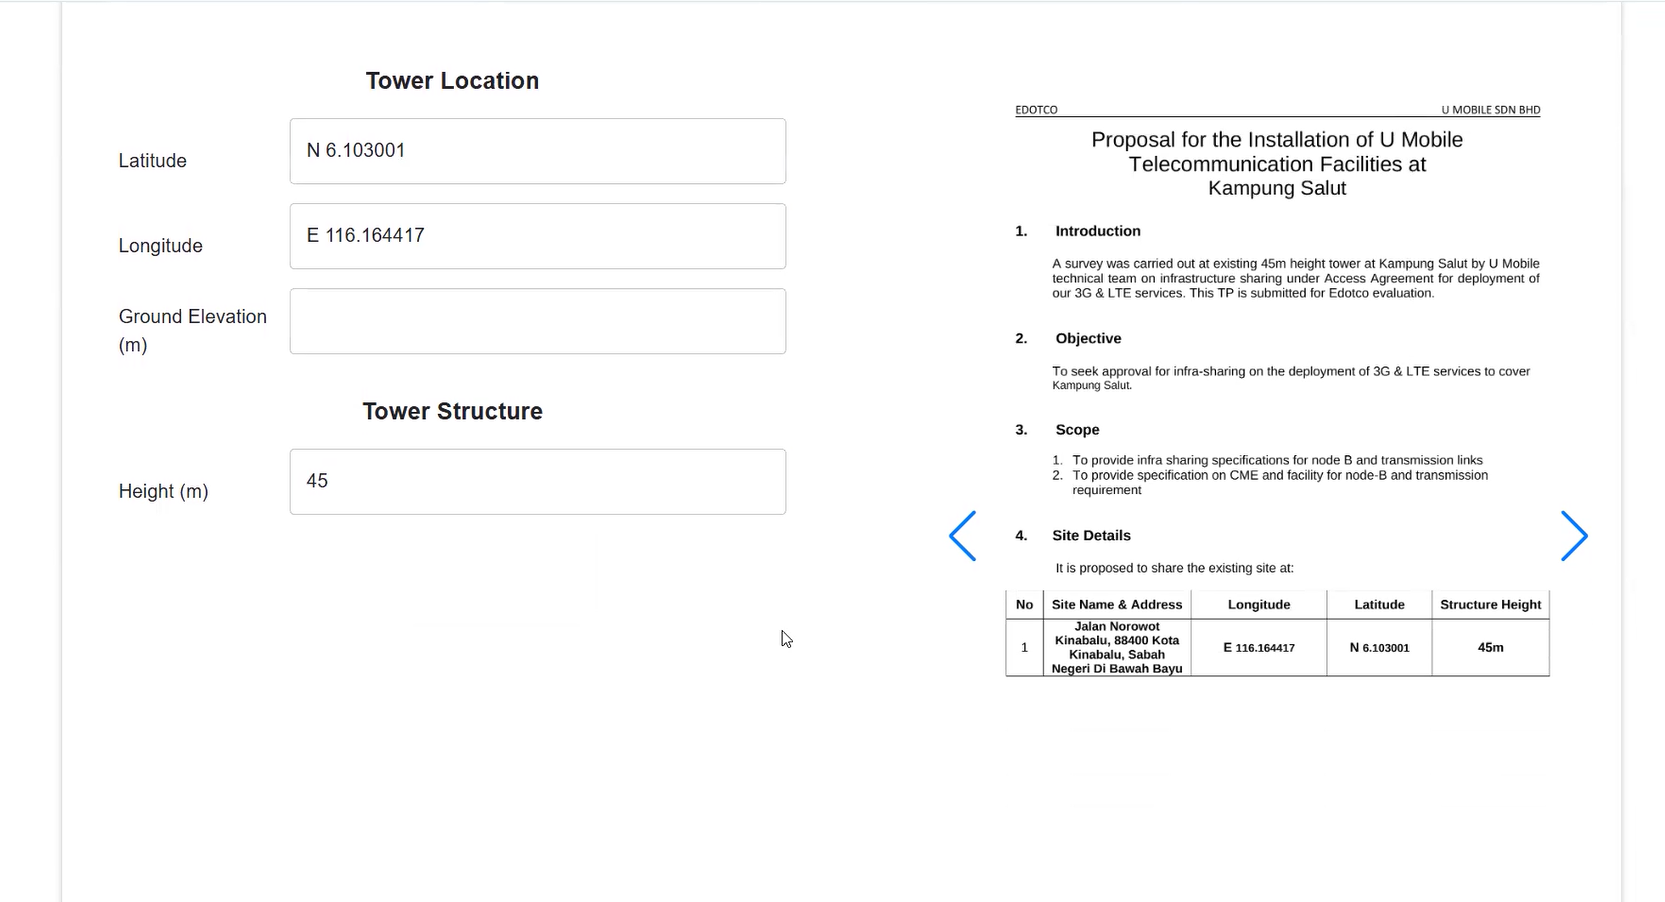 Tower Location
Latitude
N 6.103001
Longitude
E 116.164417
Ground Elevation
(m)
Tower Structure
Height (m)
45
EDOTCO U MOBILE SDN BHD
Proposal for the Installation of U Mobile
Telecommunication Facilities at
Kampung Salut
1. Introduction
A survey was carried out at existing 45m height tower at Kampung Salut by U Mobile
technical team on infrastructure sharing under Access Agreement for deployment of
our 3G & LTE services. This TP is submitted for Edotco evaluation.
2. Objective
To seek approval for infra-sharing on the deployment of 3G & LTE services to cover
Kampung Salut.
3. Scope
1. To provide infra sharing specifications for node B and transmission links
2. To provide specification on CME and facility for node-B and transmission
requirement
4. Site Details
It is proposed to share the existing site at:
No Site Name & Address Longitude Latitude Structure Height
1 Jalan Norowot
Kinabalu, 88400 Kota
Kinabalu, Sabah
Negeri Di Bawah Bayu
E 116.164417 N 6.103001 45m